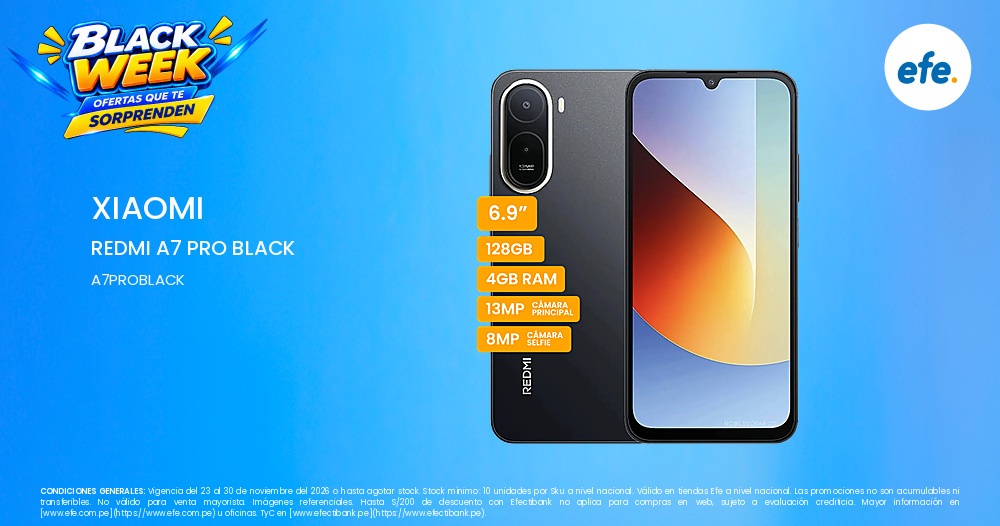 BLACK
WEEK
OFERTAS QUE TE
SORPRENDEN
efe.
XIAOMI
REDMI A7 PRO BLACK
A7PROBLACK
6.9”
128GB
4GB RAM
13MP CÁMARA PRINCIPAL
8MP CÁMARA SELFIE
REDMI
CONDICIONES GENERALES: Vigencia del 23 al 30 de noviembre del 2026 o hasta agotar stock. Stock minimo: 10 unidades por Sku a nivel nacional. Válido en tiendas Efe a nivel nacional. Las promociones no son acumulables ni
transferibles. No válido para venta mayorista. Imágenes referenciales. Hasta S/200 de descuento con Efectibank no aplica para compras en web, sujeto a evaluación crediticia. Mayor información en
[www.efe.com.pe](https://www.efe.com.pe) u oficinas. TyC en [www.efectibank.pe](https://www.efectibank.pe).